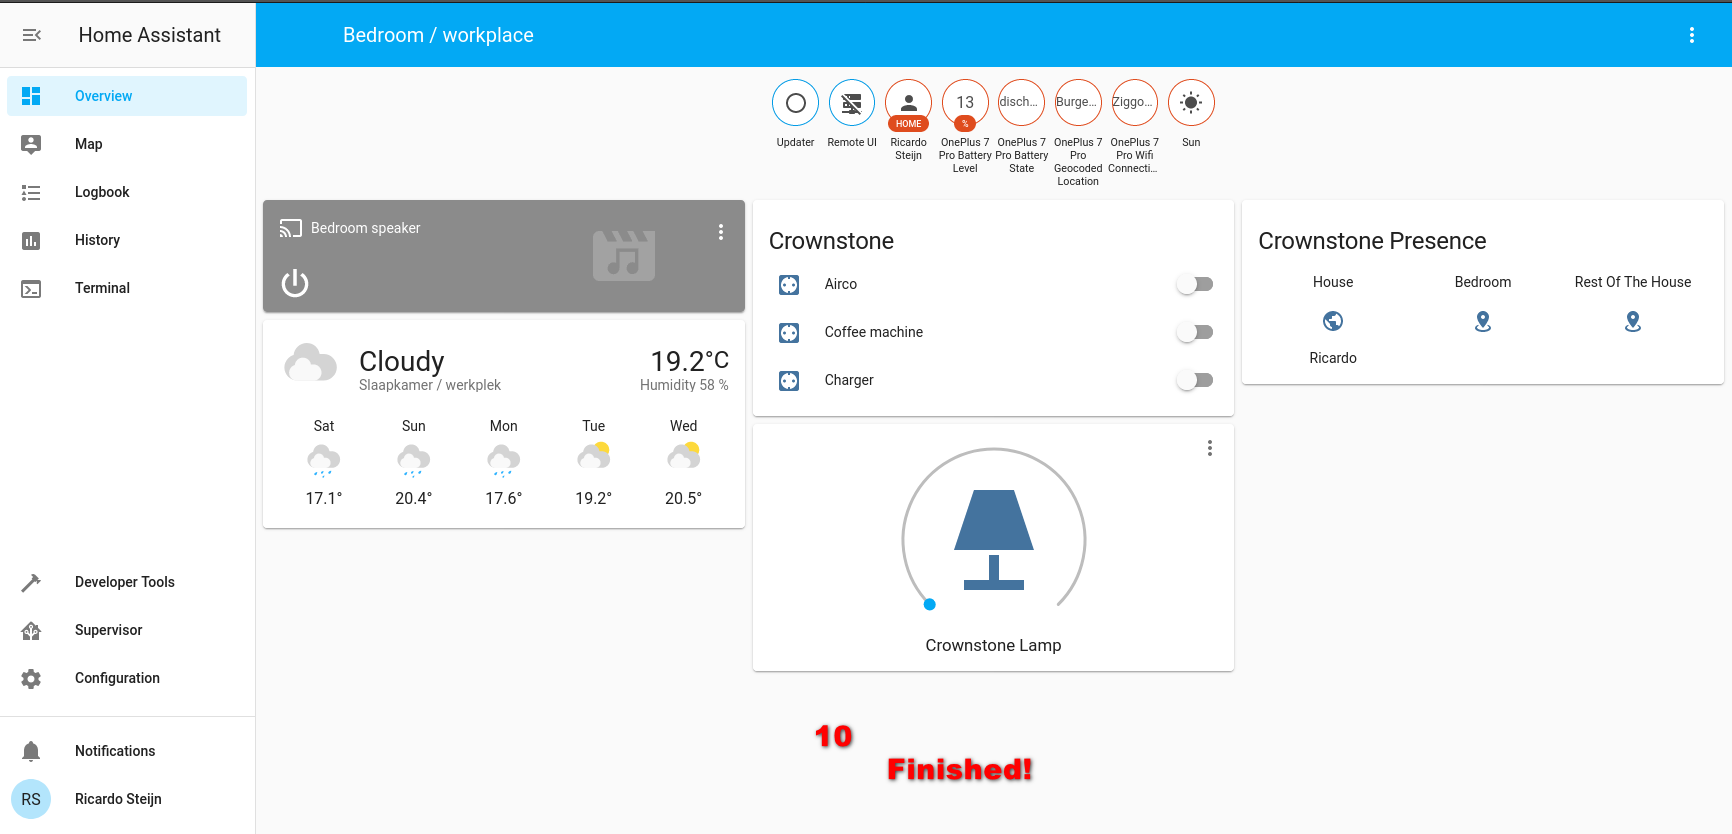 Home Assistant
Bedroom / workplace
Overview
Map
Logbook
History
Terminal
Developer Tools
Supervisor
Configuration
Notifications
RS
Ricardo Steijn
HOME
13
%
disch...
Burge...
Ziggo...
Updater
Remote UI
Ricardo
Steijn
OnePlus 7
Pro Battery
Level
OnePlus 7
Pro Battery
State
OnePlus 7
Pro
Geocoded
Location
OnePlus 7
Pro Wifi
Connecti...
Sun
Bedroom speaker
Cloudy
19.2°C
Slaapkamer / werkplek
Humidity 58 %
Sat Sun Mon Tue Wed
17.1° 20.4° 17.6° 19.2° 20.5°
Crownstone
Airco
Coffee machine
Charger
Crownstone Lamp
Crownstone Presence
House Bedroom Rest Of The House
Ricardo
10
Finished!